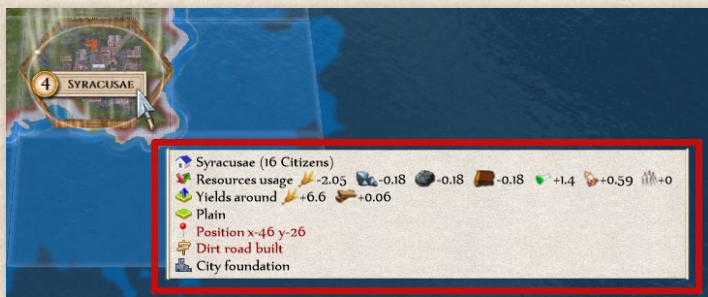 4 SYRACUSAE
Syracusae (16 Citizens)
Resources usage -2.05 -0.18 -0.18 -0.18 +1.4 +0.59 +0
Yields around +6.6 +0.06
Plain
Position x-46 y-26
Dirt road built
City foundation